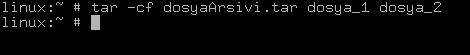 linux:~ # tar -cf dosyaArsivi.tar dosya_1 dosya_2
linux:~ #